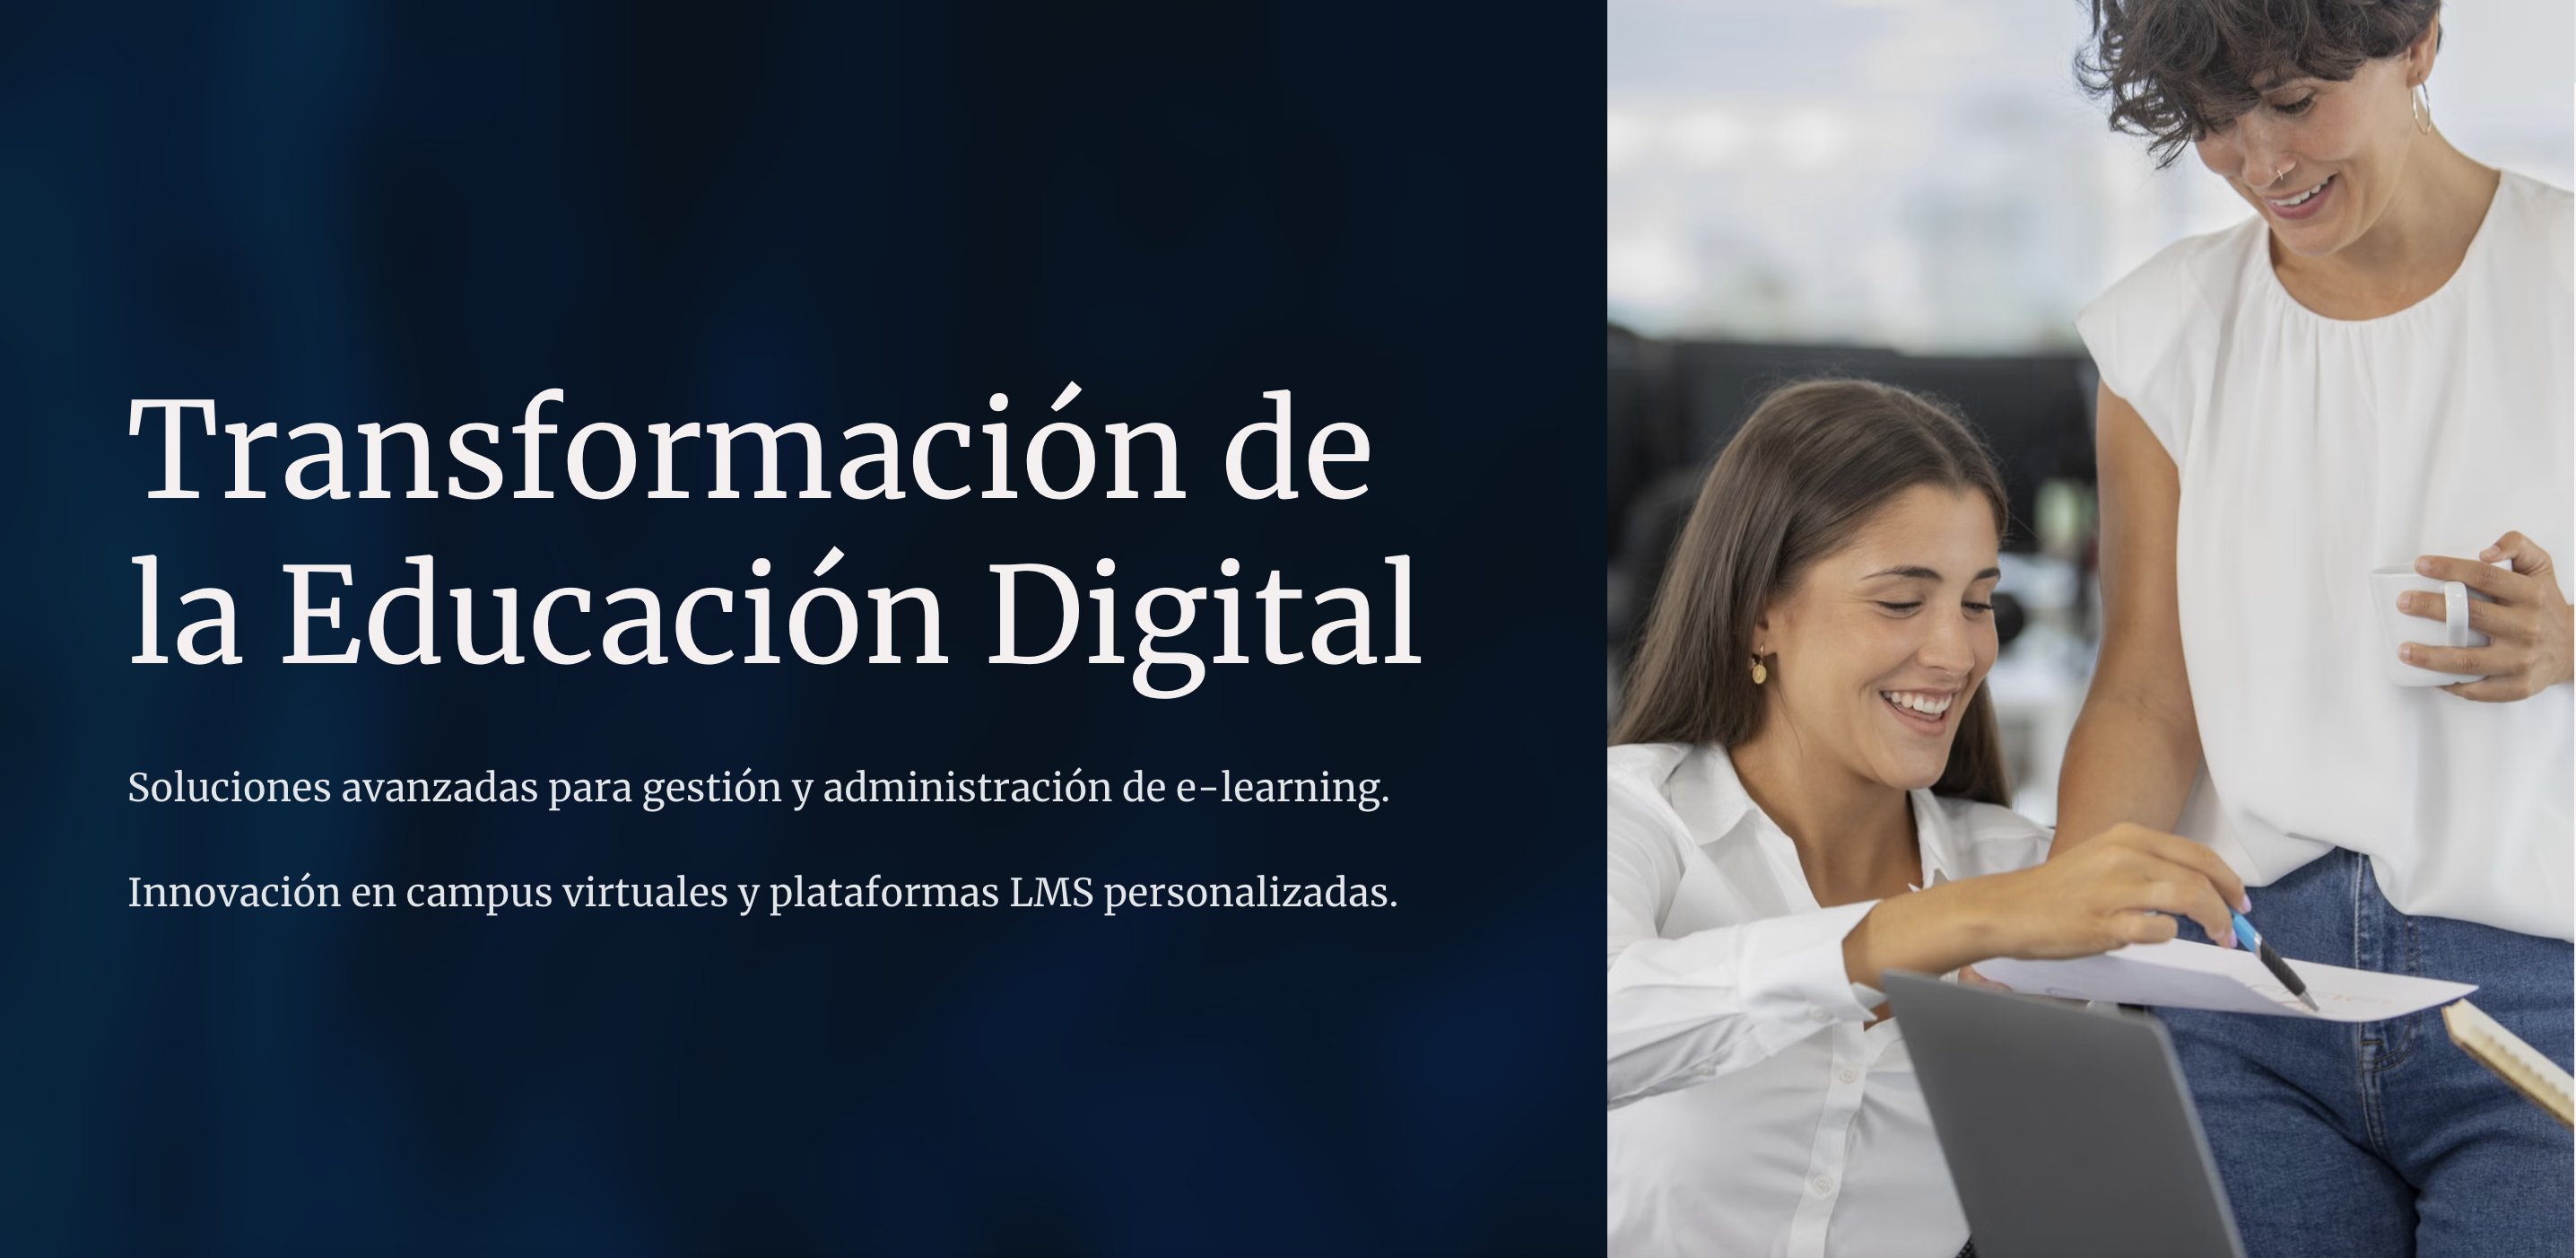 Transformación de
la Educación Digital
Soluciones avanzadas para gestión y administración de e-learning.
Innovación en campus virtuales y plataformas LMS personalizadas.